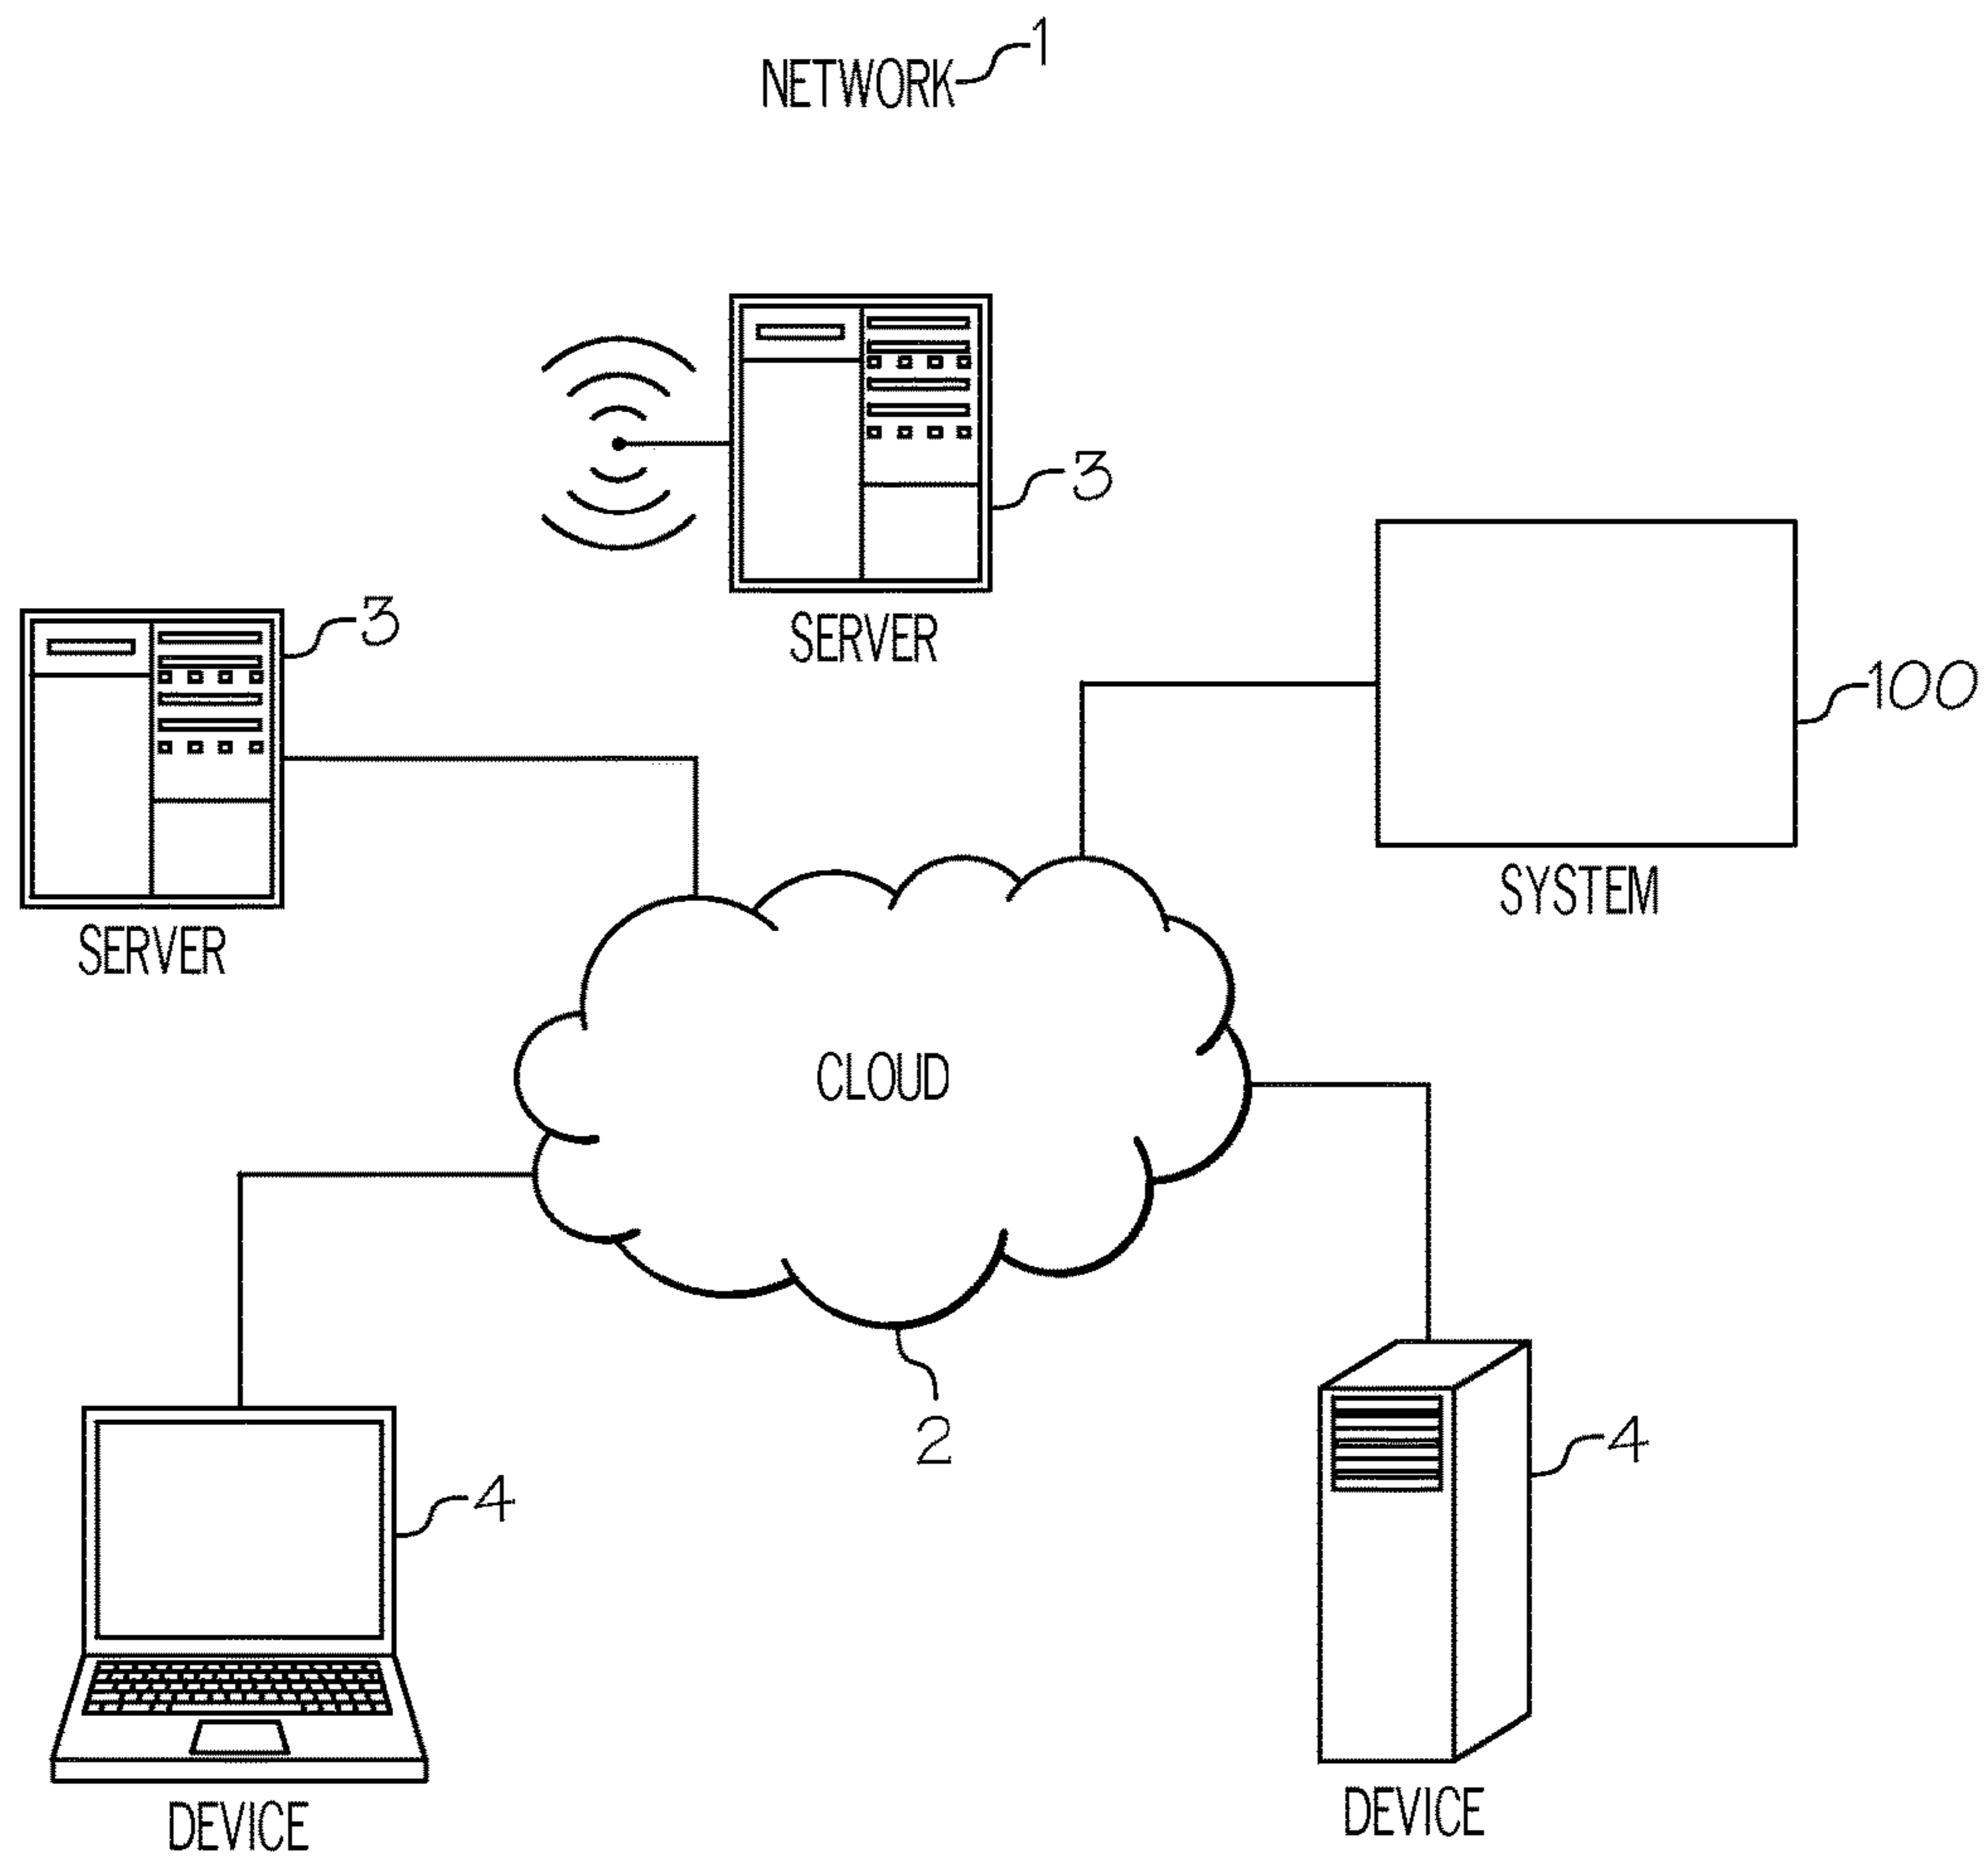 NETWORK 1
3
SERVER
3
SERVER
100
SYSTEM
CLOUD
2
4
DEVICE
4
DEVICE